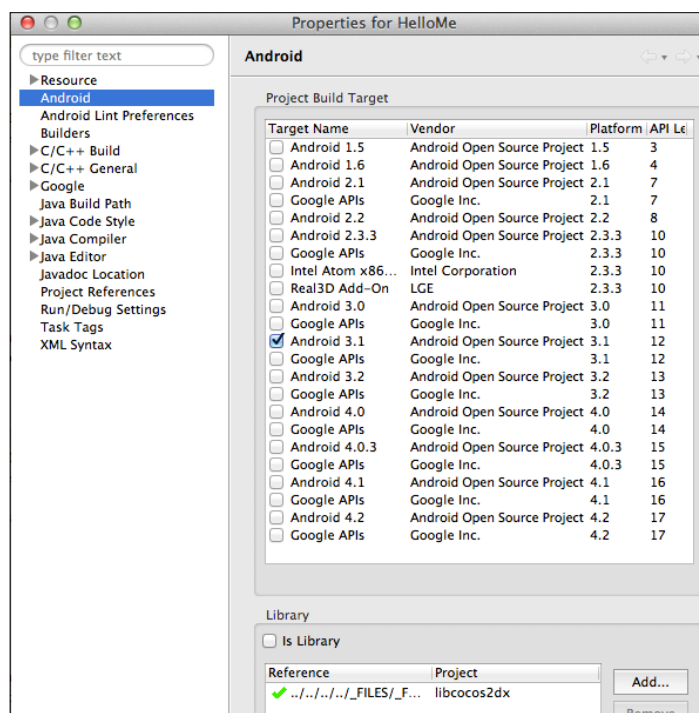 Properties for HelloMe
type filter text
Resource
Android
Android Lint Preferences
Builders
C/C++ Build
C/C++ General
Google
Java Build Path
Java Code Style
Java Compiler
Java Editor
Javadoc Location
Project References
Run/Debug Settings
Task Tags
XML Syntax
Android
Project Build Target
Target Name Vendor Platform API Le
Android 1.5 Android Open Source Project 1.5 3
Android 1.6 Android Open Source Project 1.6 4
Android 2.1 Android Open Source Project 2.1 7
Google APIs Google Inc. 2.1 7
Android 2.2 Android Open Source Project 2.2 8
Android 2.3.3 Android Open Source Project 2.3.3 10
Google APIs Google Inc. 2.3.3 10
Intel Atom x86... Intel Corporation 2.3.3 10
Real3D Add-On LGE 2.3.3 10
Android 3.0 Android Open Source Project 3.0 11
Google APIs Google Inc. 3.0 11
Android 3.1 Android Open Source Project 3.1 12
Google APIs Google Inc. 3.1 12
Android 3.2 Android Open Source Project 3.2 13
Google APIs Google Inc. 3.2 13
Android 4.0 Android Open Source Project 4.0 14
Google APIs Google Inc. 4.0 14
Android 4.0.3 Android Open Source Project 4.0.3 15
Google APIs Google Inc. 4.0.3 15
Android 4.1 Android Open Source Project 4.1 16
Google APIs Google Inc. 4.1 16
Android 4.2 Android Open Source Project 4.2 17
Google APIs Google Inc. 4.2 17
Library
Is Library
Reference Project
../../../../_FILES/_F... libcocos2dx
Add...
Remove